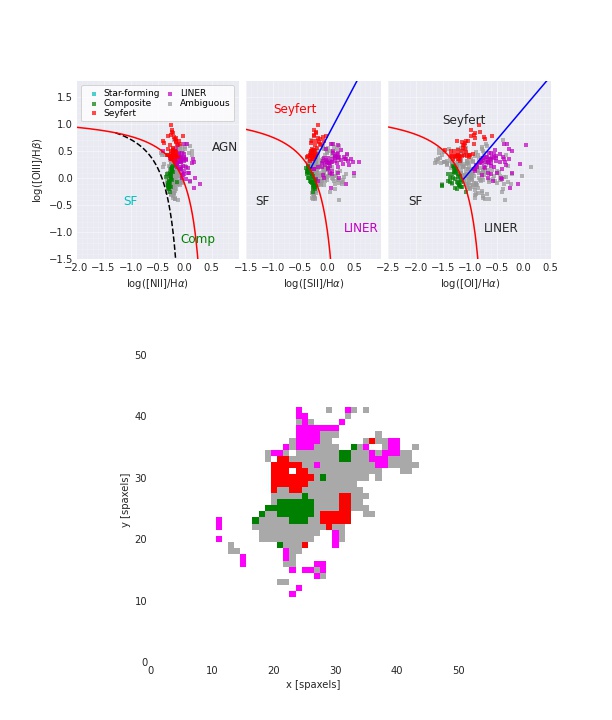 Star-forming LINER
Composite Ambiguous
Seyfert
log([OIII]/Hβ)
1.5
1.0
0.5
0.0
−0.5
−1.0
−1.5
AGN
SF
Comp
Seyfert
SF
LINER
Seyfert
SF
LINER
−2.0 −1.5 −1.0 −0.5 0.0 0.5
−1.5 −1.0 −0.5 0.0 0.5
−2.5 −2.0 −1.5 −1.0 −0.5 0.0 0.5
log([NII]/Hα)
log([SII]/Hα)
log([OI]/Hα)
y [spaxels]
50
40
30
20
10
0
0 10 20 30 40 50
x [spaxels]